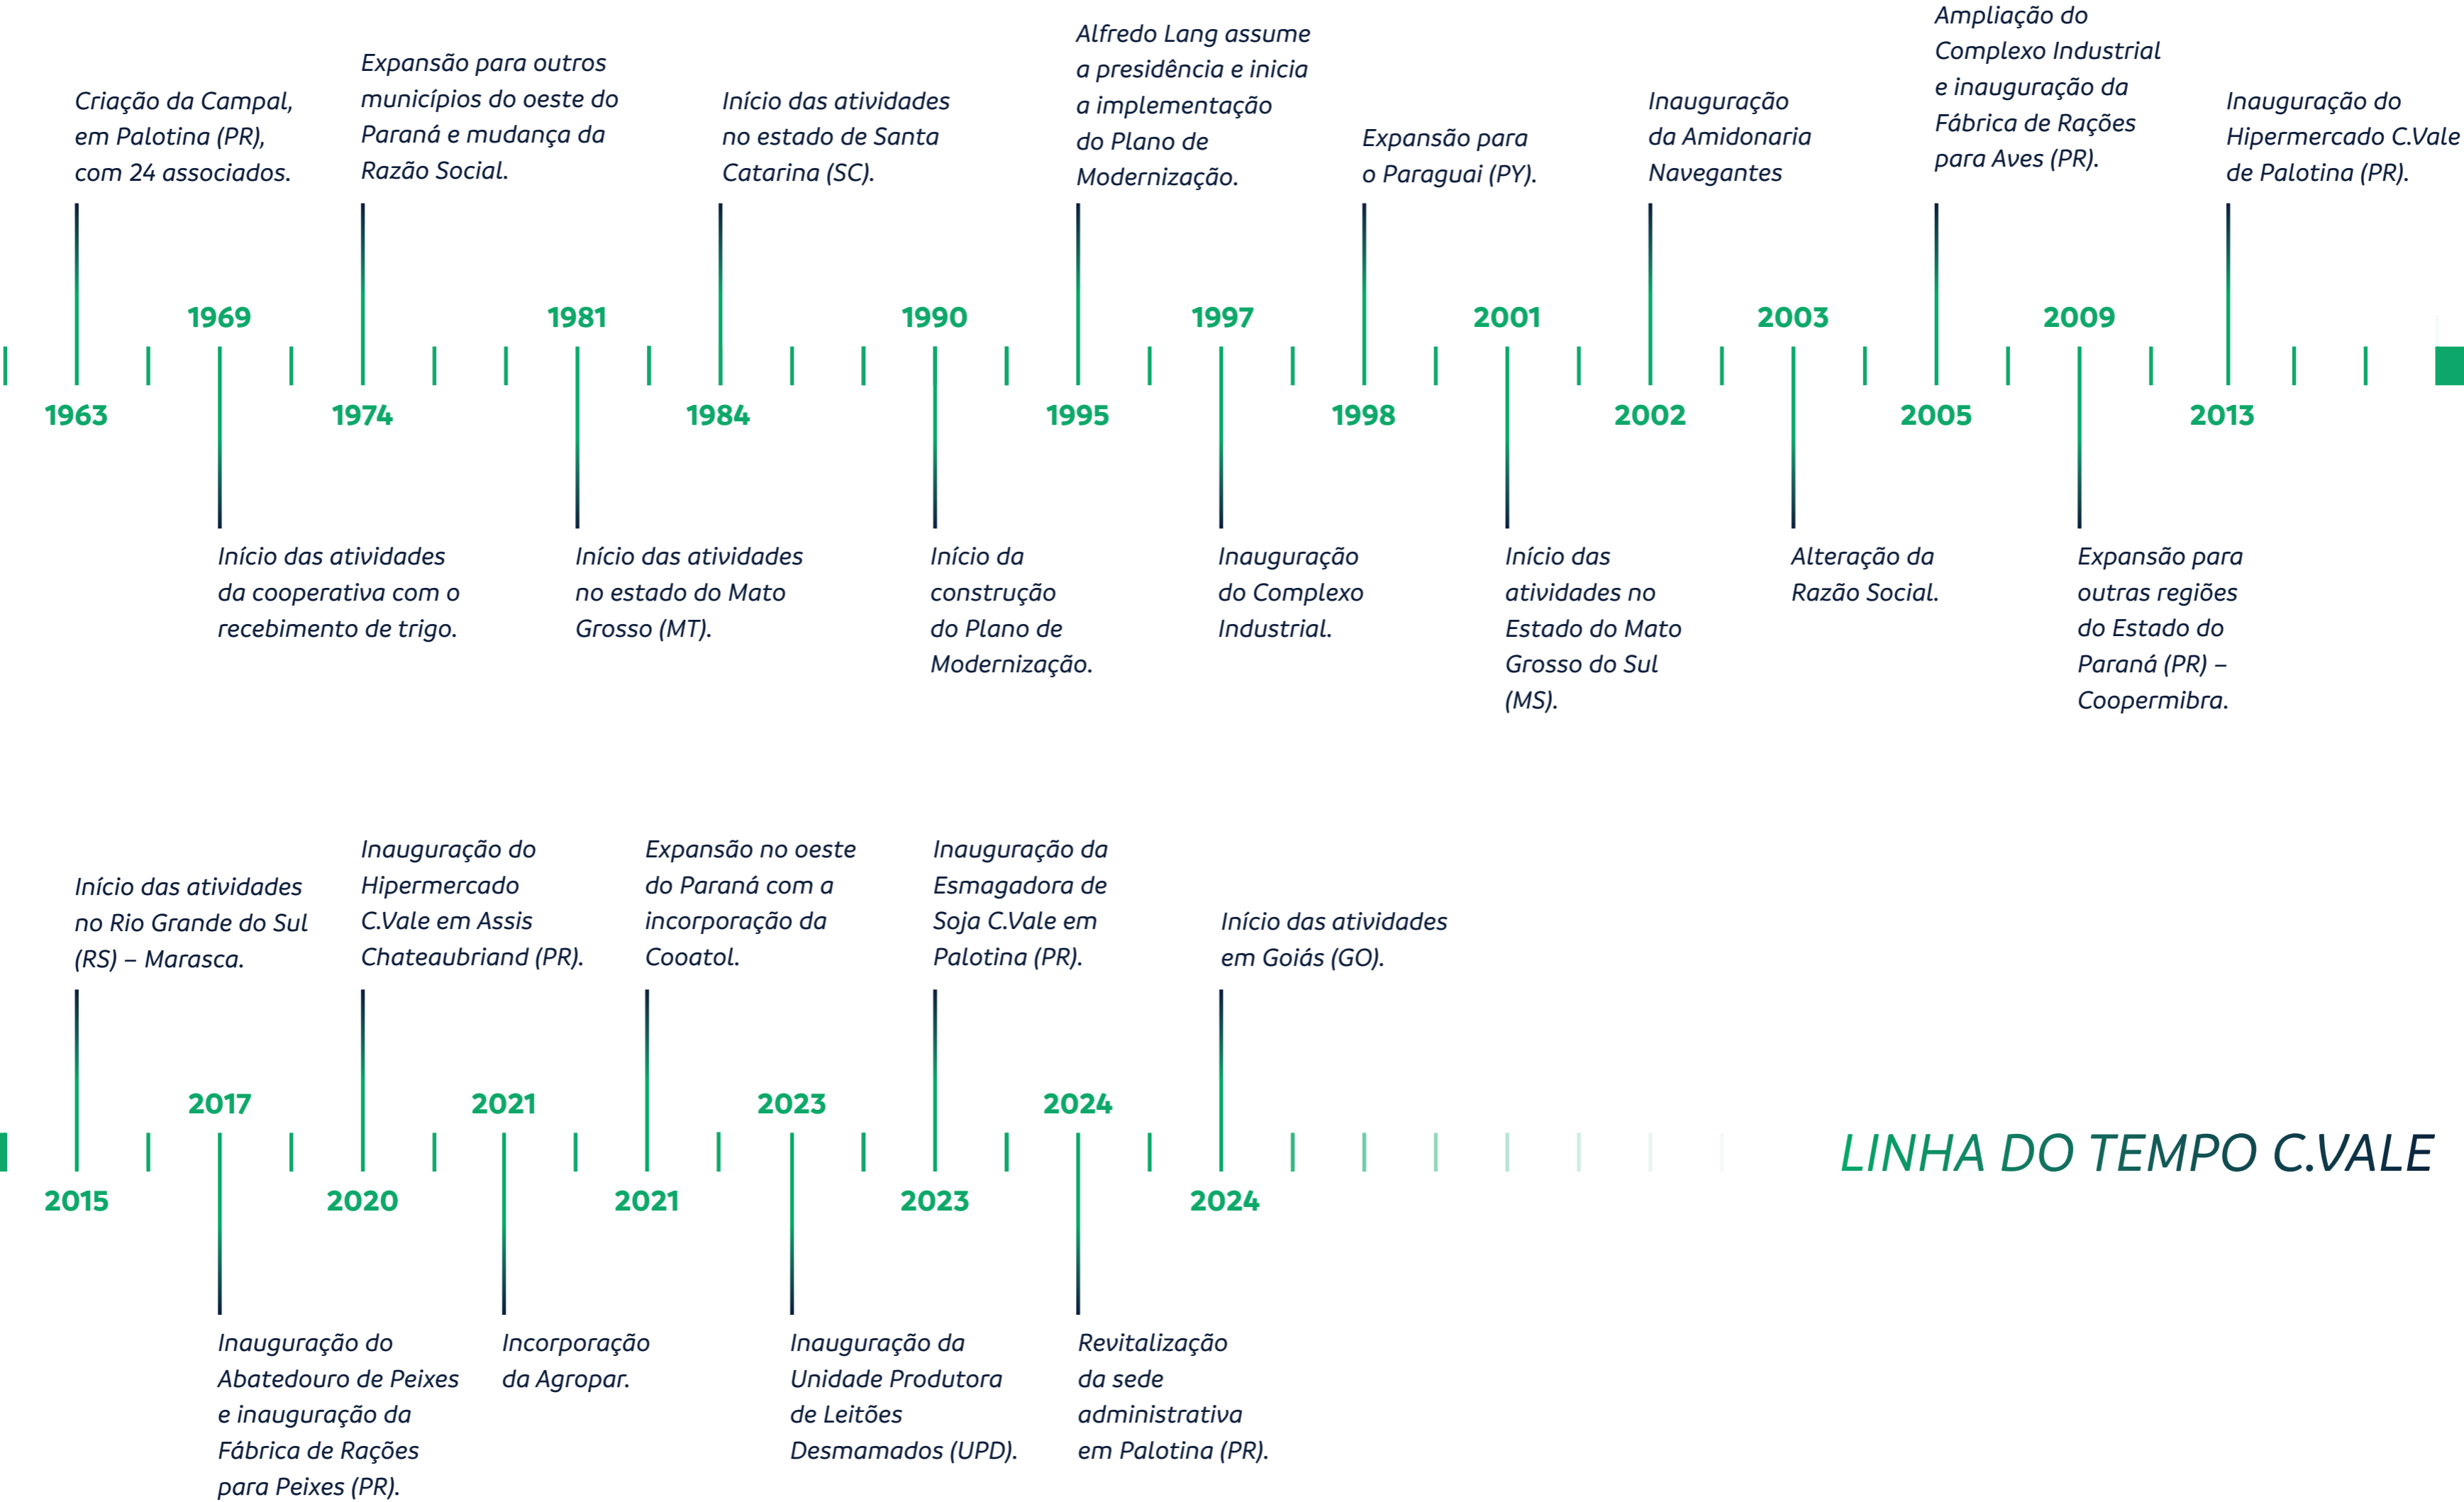 Criação da Campal,
em Palotina (PR),
com 24 associados.
1963
1969
Início das atividades
da cooperativa com o
recebimento de trigo.
Expansão para outros
municípios do oeste do
Paraná e mudança da
Razão Social.
1974
1981
Início das atividades
no estado do Mato
Grosso (MT).
Início das atividades
no estado de Santa
Catarina (SC).
1984
1990
Início da
construção
do Plano de
Modernização.
Alfredo Lang assume
a presidência e inicia
a implementação
do Plano de
Modernização.
1995
1997
Inauguração
do Complexo
Industrial.
Expansão para
o Paraguai (PY).
1998
2001
Início das
atividades no
Estado do Mato
Grosso do Sul
(MS).
Inauguração
da Amidonaria
Navegantes
2002
2003
Alteração da
Razão Social.
Ampliação do
Complexo Industrial
e inauguração da
Fábrica de Rações
para Aves (PR).
2005
2009
Expansão para
outras regiões
do Estado do
Paraná (PR) –
Coopermibra.
Inauguração do
Hipermercado C.Vale
de Palotina (PR).
2013
Início das atividades
no Rio Grande do Sul
(RS) – Marasca.
2015
2017
Inauguração do
Abatedouro de Peixes
e inauguração da
Fábrica de Rações
para Peixes (PR).
Inauguração do
Hipermercado
C.Vale em Assis
Chateaubriand (PR).
2020
2021
Incorporação
da Agropar.
Expansão no oeste
do Paraná com a
incorporação da
Cooatol.
2021
2023
Inauguração da
Unidade Produtora
de Leitões
Desmamados (UPD).
Inauguração da
Esmagadora de
Soja C.Vale em
Palotina (PR).
2023
2024
Revitalização
da sede
administrativa
em Palotina (PR).
Início das atividades
em Goiás (GO).
2024
LINHA DO TEMPO C.VALE